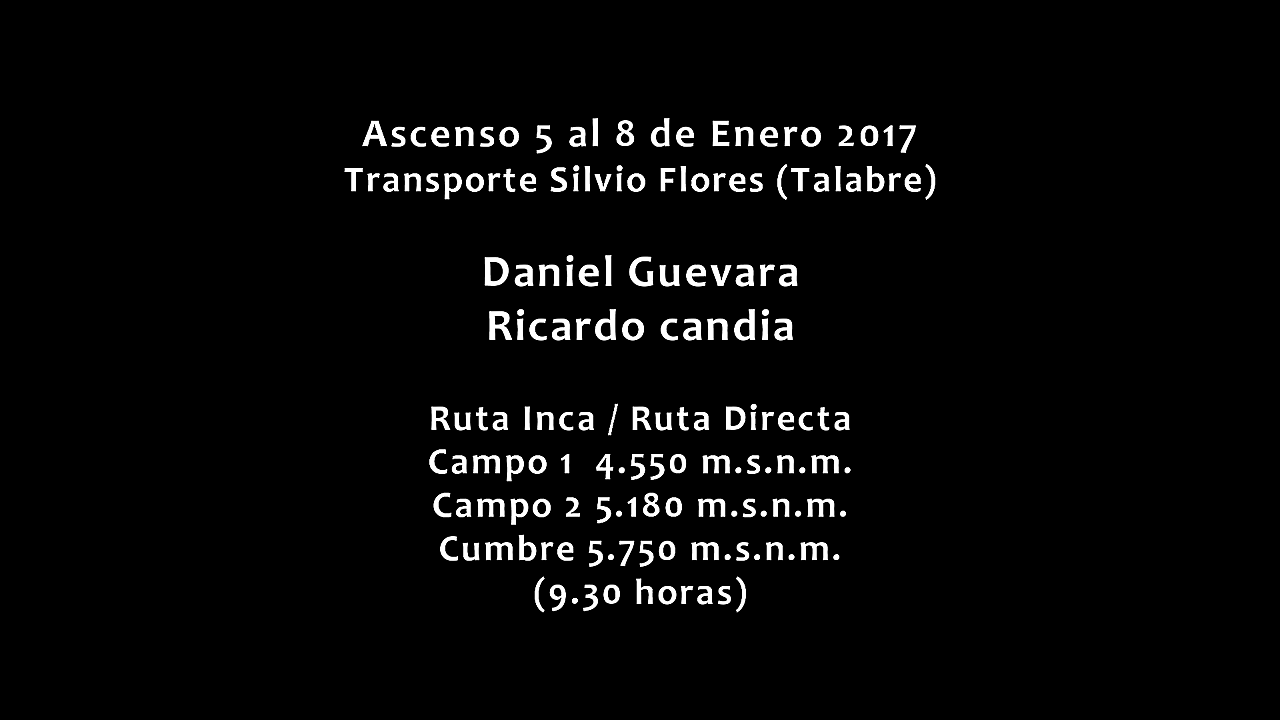 Ascenso 5 al 8 de Enero 2017
Transporte Silvio Flores (Talabre)
Daniel Guevara
Ricardo candia
Ruta Inca / Ruta Directa
Campo 1  4.550 m.s.n.m.
Campo 2 5.180 m.s.n.m.
Cumbre 5.750 m.s.n.m.
(9.30 horas)